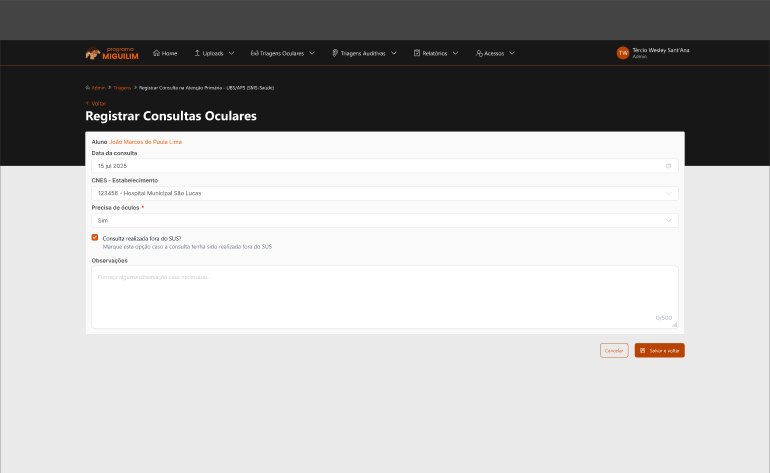 programa
MIGUILIM
Home
Uploads
Triagens Oculares
Triagens Auditivas
Relatórios
Acessos
TW
Tércio Wesley Sant'Ana
Admin
Admin > Triagens > Registrar Consulta na Atenção Primária - UBS/APS (SNS-Saúde)
< Voltar
Registrar Consultas Oculares
Aluno João Marcos de Paula Lima
Data da consulta
15 jul 2025
CNES - Estabelecimento
123456 - Hospital Municipal São Lucas
Precisa de óculos *
Sim
Consulta realizada fora do SUS?
Marque esta opção caso a consulta tenha sido realizada fora do SUS
Observações
Forneça alguma observação caso necessário...
0/500
Cancelar
Salvar e voltar